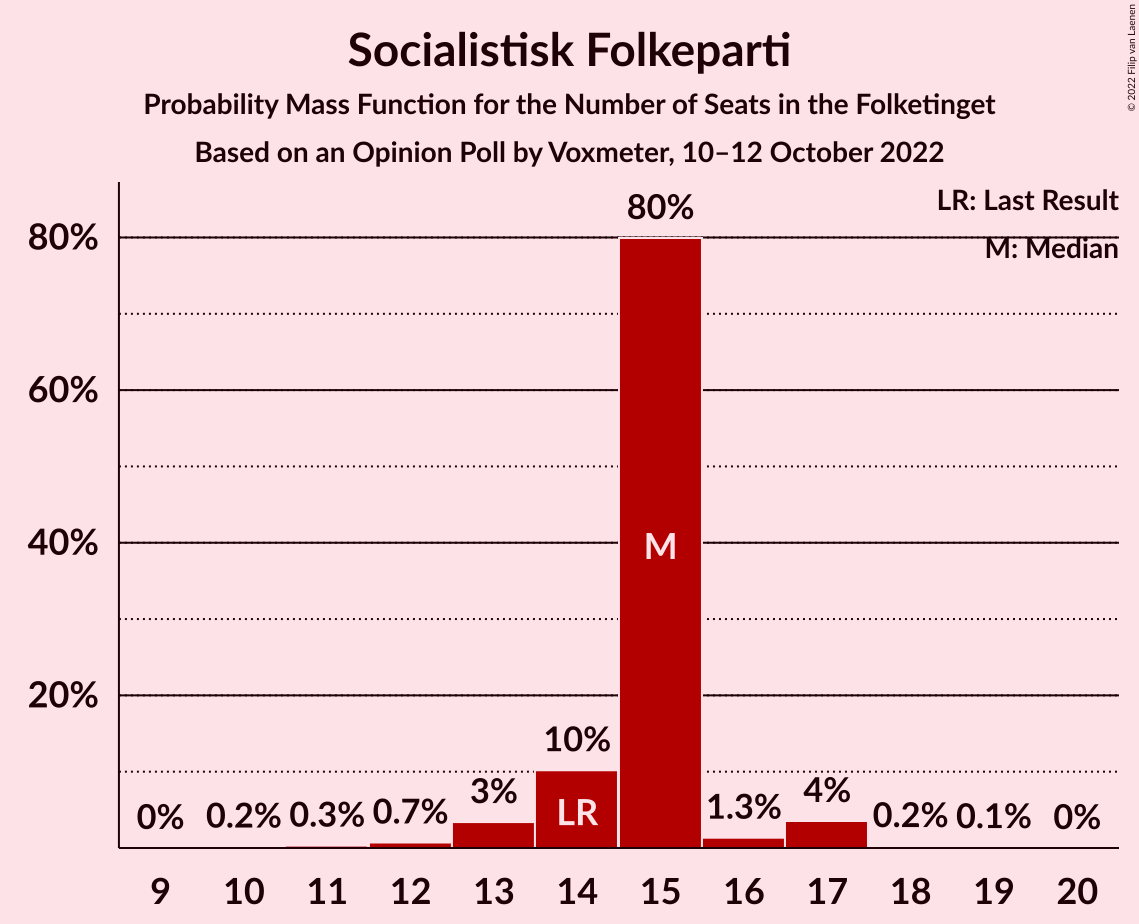 Socialistisk Folkeparti
Probability Mass Function for the Number of Seats in the Folketinget
Based on an Opinion Poll by Voxmeter, 10–12 October 2022
© 2022 Filip van Laenen
LR: Last Result
M: Median
80%
60%
40%
20%
0%
0.2%
0.3%
0.7%
3%
10%
80%
1.3%
4%
0.2%
0.1%
0%
LR
M
9 10 11 12 13 14 15 16 17 18 19 20